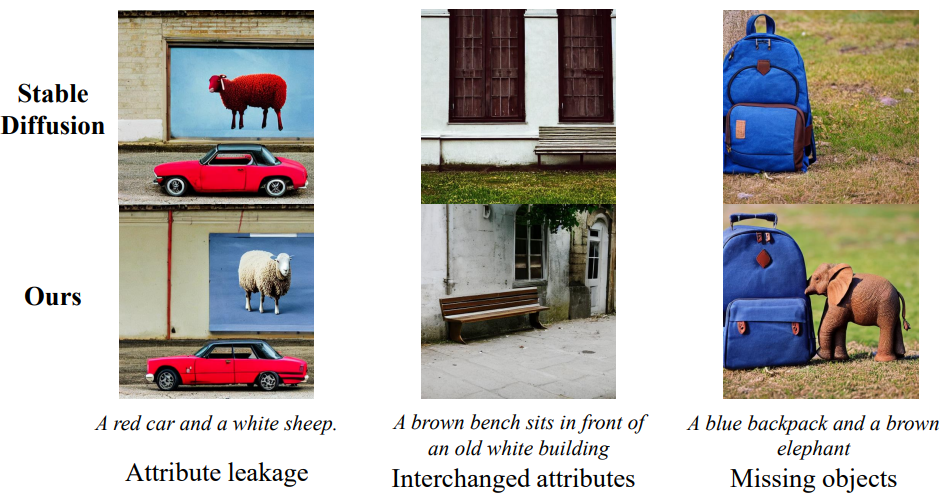 Stable
Diffusion
Ours
A red car and a white sheep.
Attribute leakage
A brown bench sits in front of
an old white building
Interchanged attributes
A blue backpack and a brown
elephant
Missing objects